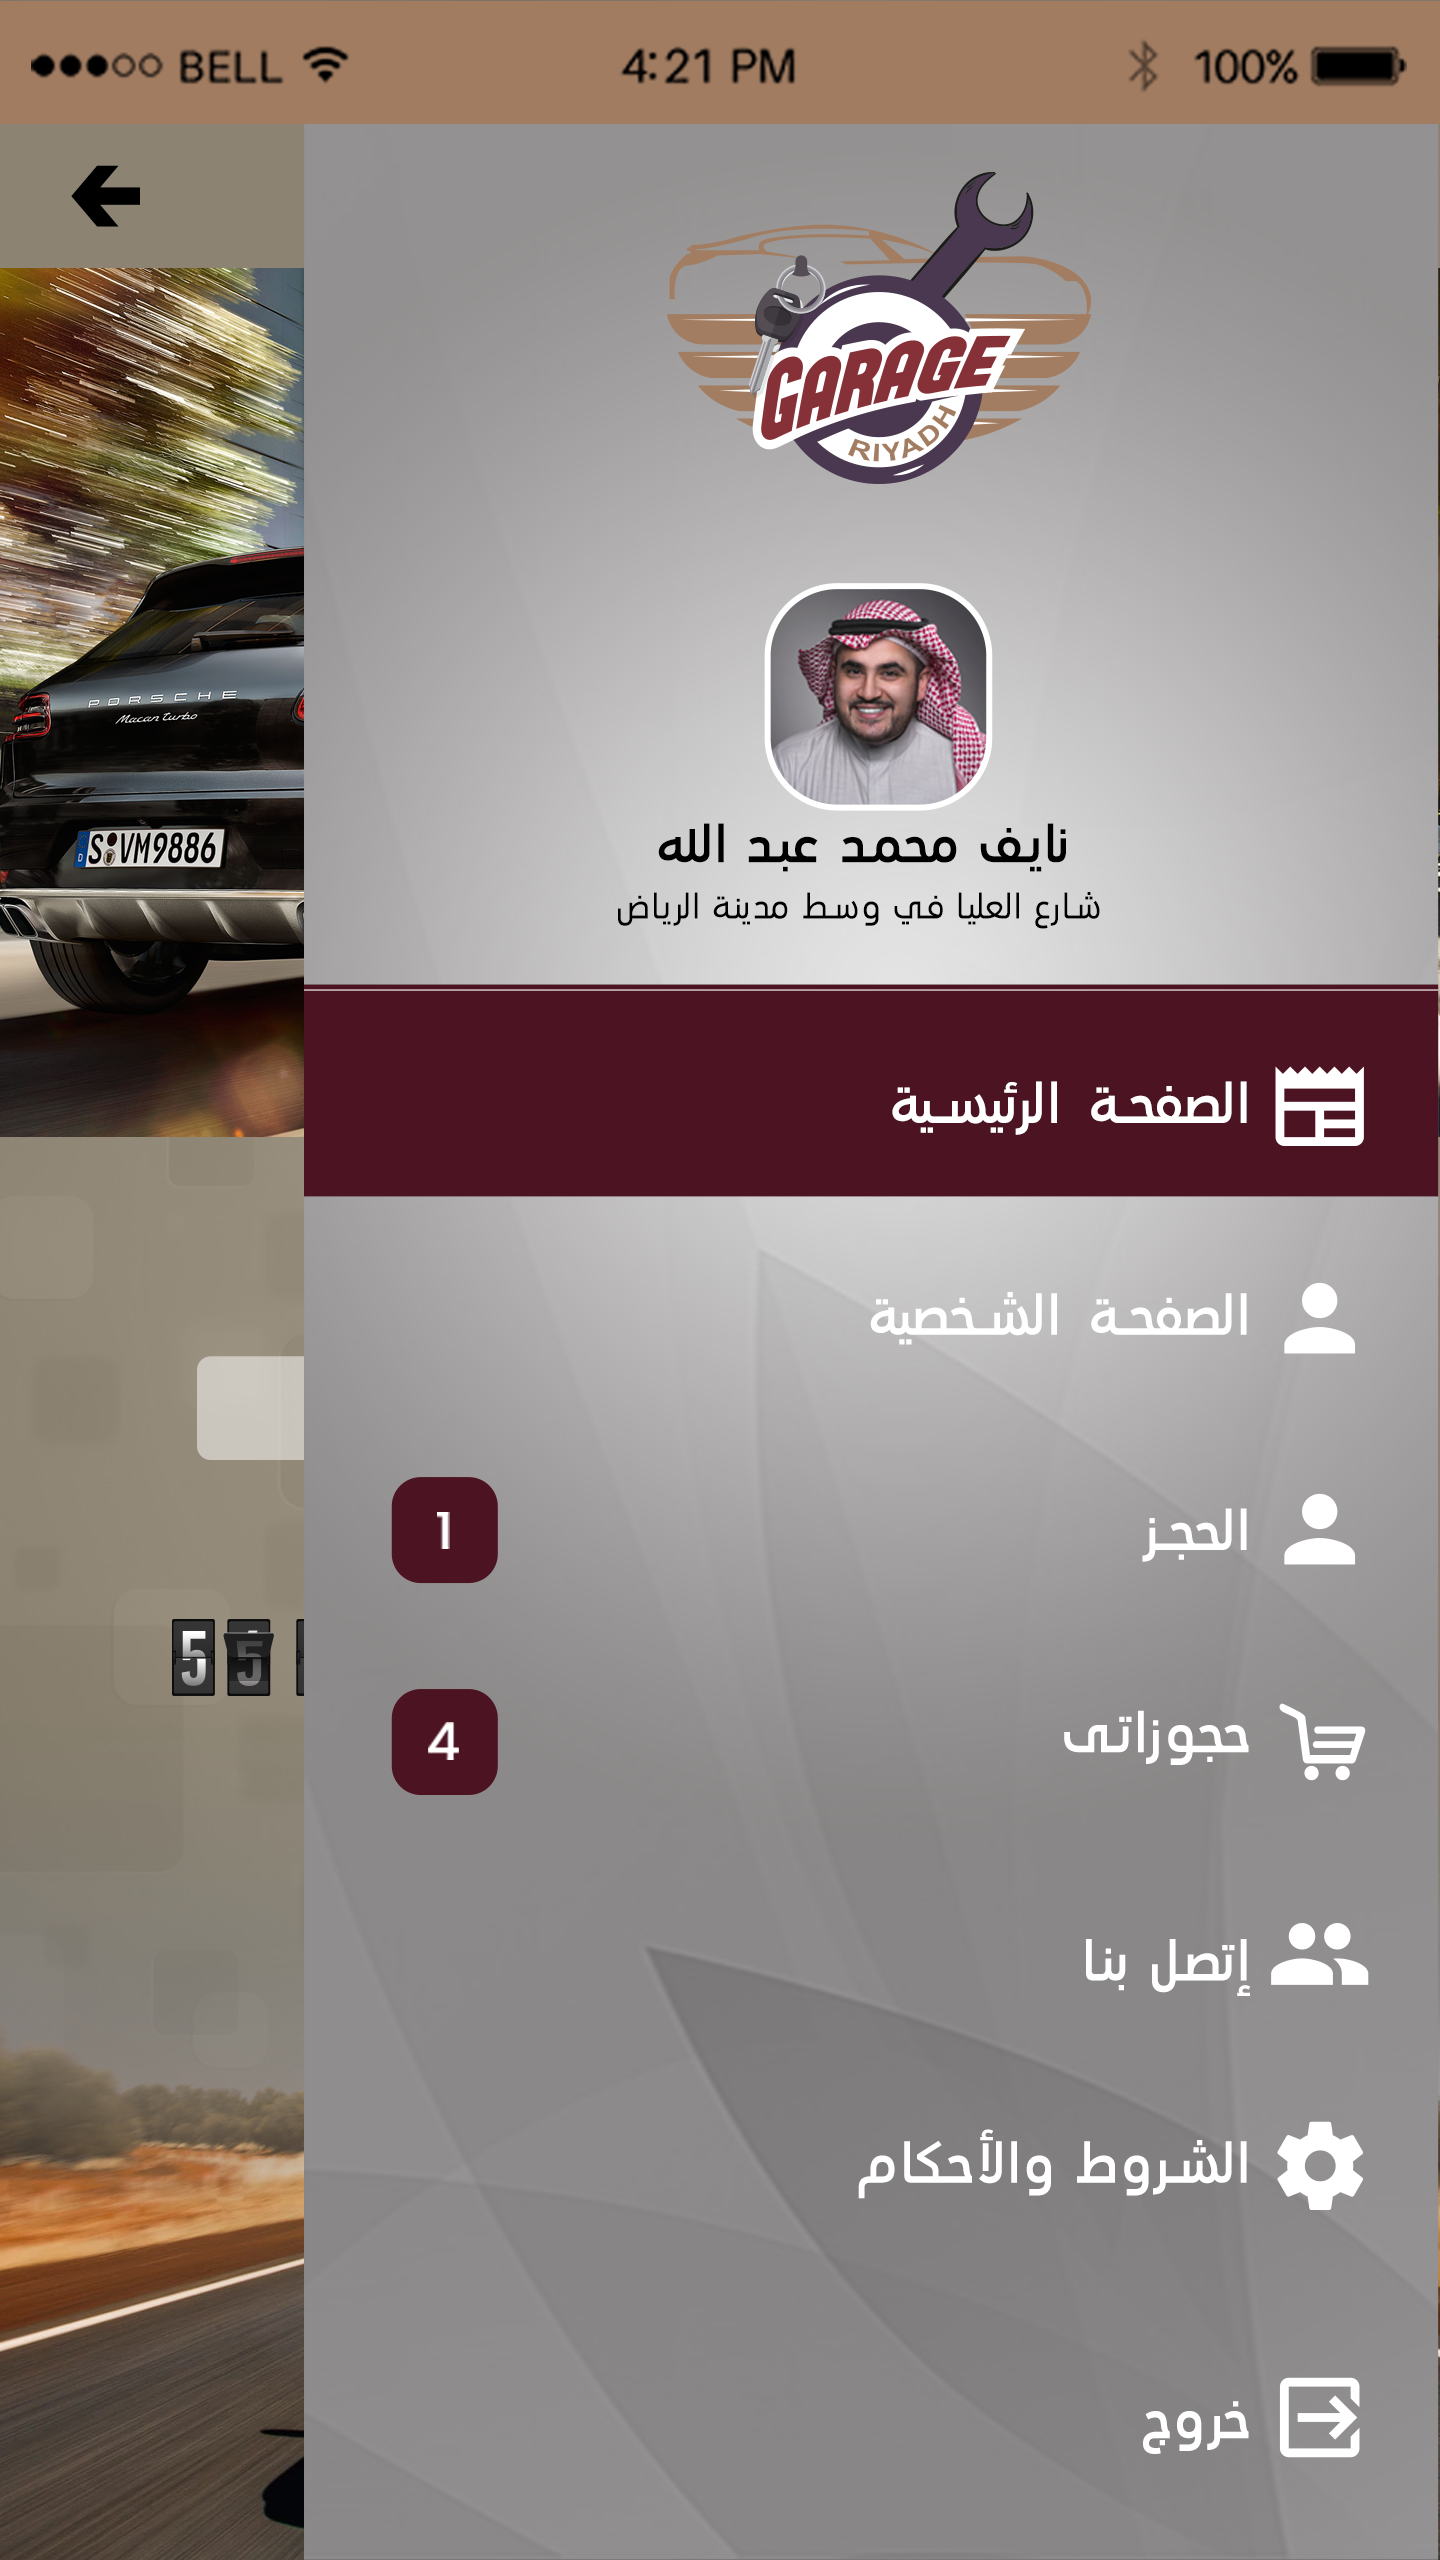 BELL 4:21 PM 100%
GARAGE
RIYADH
PORSCHE
Macan turbo
S VM9886
D
نايف محمد عبد الله
شارع العليا في وسط مدينة الرياض
الصفحة الرئيسية
الصفحة الشخصية
الحجز
1
حجوزاتى
4
5 5
إتصل بنا
الشروط والأحكام
خروج